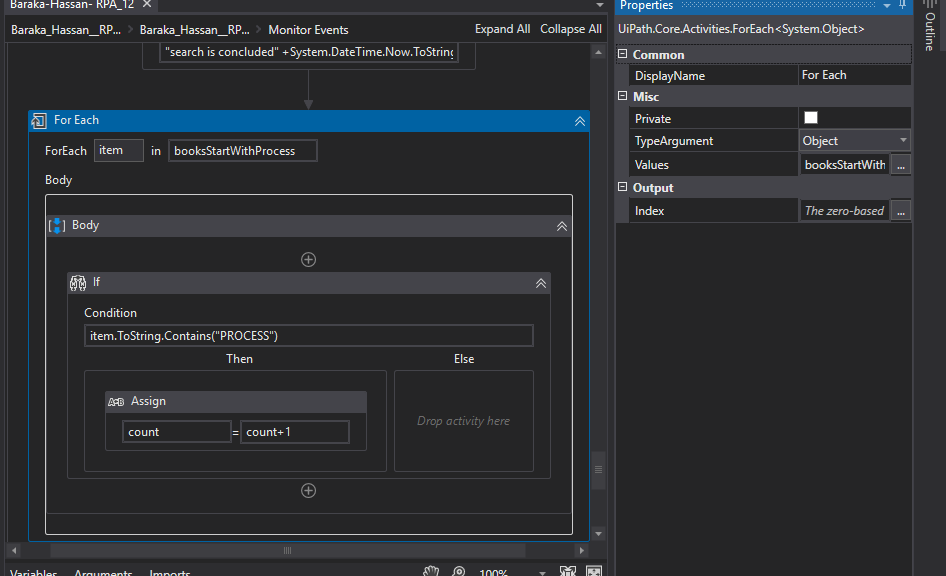 Baraka-Hassan- RPA_12
Properties
Baraka_Hassan__RP... > Baraka_Hassan__RP... > Monitor Events
Expand All Collapse All
Outline
UiPath.Core.Activities.ForEach<System.Object>
"search is concluded" +System.DateTime.Now.ToString
Common
DisplayName For Each
Misc
Private
TypeArgument Object
Values booksStartWith ...
Output
Index The zero-based ...
For Each
ForEach item in booksStartWithProcess
Body
Body
If
Condition
item.ToString.Contains("PROCESS")
Then Else
Assign
count = count+1
Drop activity here
Variables Arguments Imports 100%